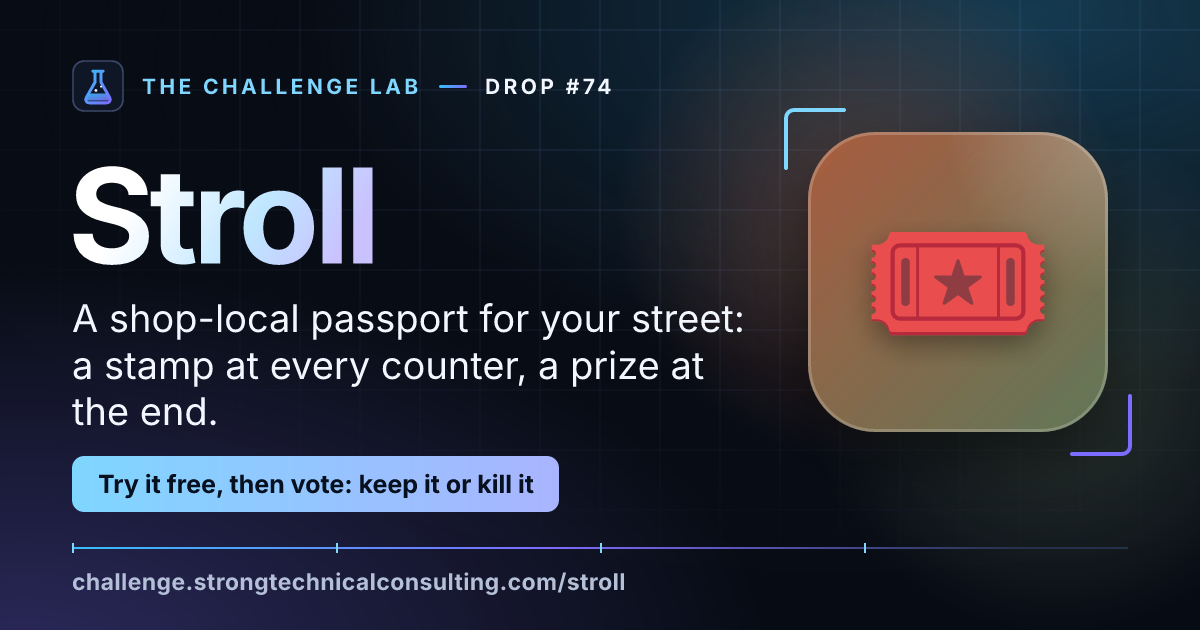 THE CHALLENGE LAB — DROP #74
Stroll
A shop-local passport for your street:
a stamp at every counter, a prize at
the end.
Try it free, then vote: keep it or kill it
challenge.strongtechnicalconsulting.com/stroll